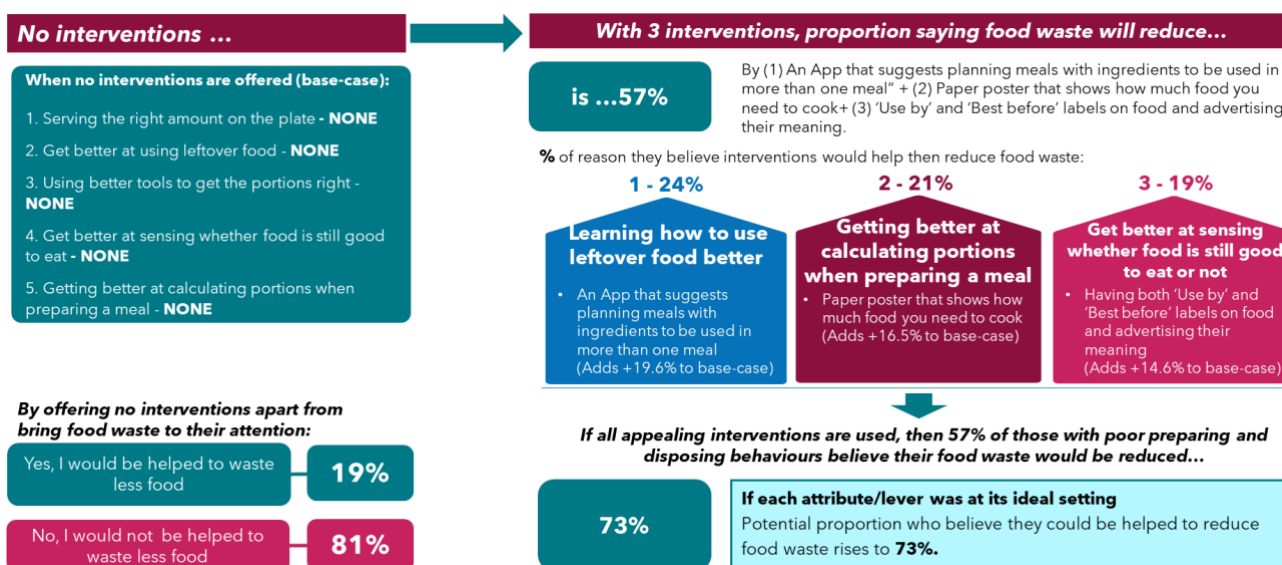 No interventions ...
When no interventions are offered (base-case):
1. Serving the right amount on the plate - NONE
2. Get better at using leftover food - NONE
3. Using better tools to get the portions right -
NONE
4. Get better at sensing whether food is still good
to eat - NONE
5. Getting better at calculating portions when
preparing a meal - NONE
By offering no interventions apart from
bring food waste to their attention:
Yes, I would be helped to waste
less food
19%
No, I would not  be helped to
waste less food
81%
With 3 interventions, proportion saying food waste will reduce...
is ...57%
By (1) An App that suggests planning meals with ingredients to be used in
more than one meal” + (2) Paper poster that shows how much food you
need to cook+ (3) ‘Use by’ and ‘Best before’ labels on food and advertising
their meaning.
% of reason they believe interventions would help then reduce food waste:
1 - 24%
Learning how to use
leftover food better
• An App that suggests
planning meals with
ingredients to be used in
more than one meal
(Adds +19.6% to base-case)
2 - 21%
Getting better at
calculating portions
when preparing a meal
• Paper poster that shows how
much food you need to cook
(Adds +16.5% to base-case)
3 - 19%
Get better at sensing
whether food is still good
to eat or not
• Having both ‘Use by’ and
‘Best before’ labels on food
and advertising their
meaning
(Adds +14.6% to base-case)
If all appealing interventions are used, then 57% of those with poor preparing and
disposing behaviours believe their food waste would be reduced...
73%
If each attribute/lever was at its ideal setting
Potential proportion who believe they could be helped to reduce
food waste rises to 73%.